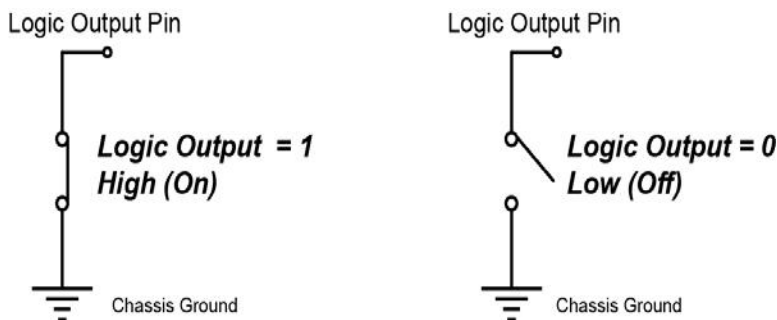 Logic Output Pin
Logic Output = 1
High (On)
Chassis Ground
Logic Output Pin
Logic Output = 0
Low (Off)
Chassis Ground